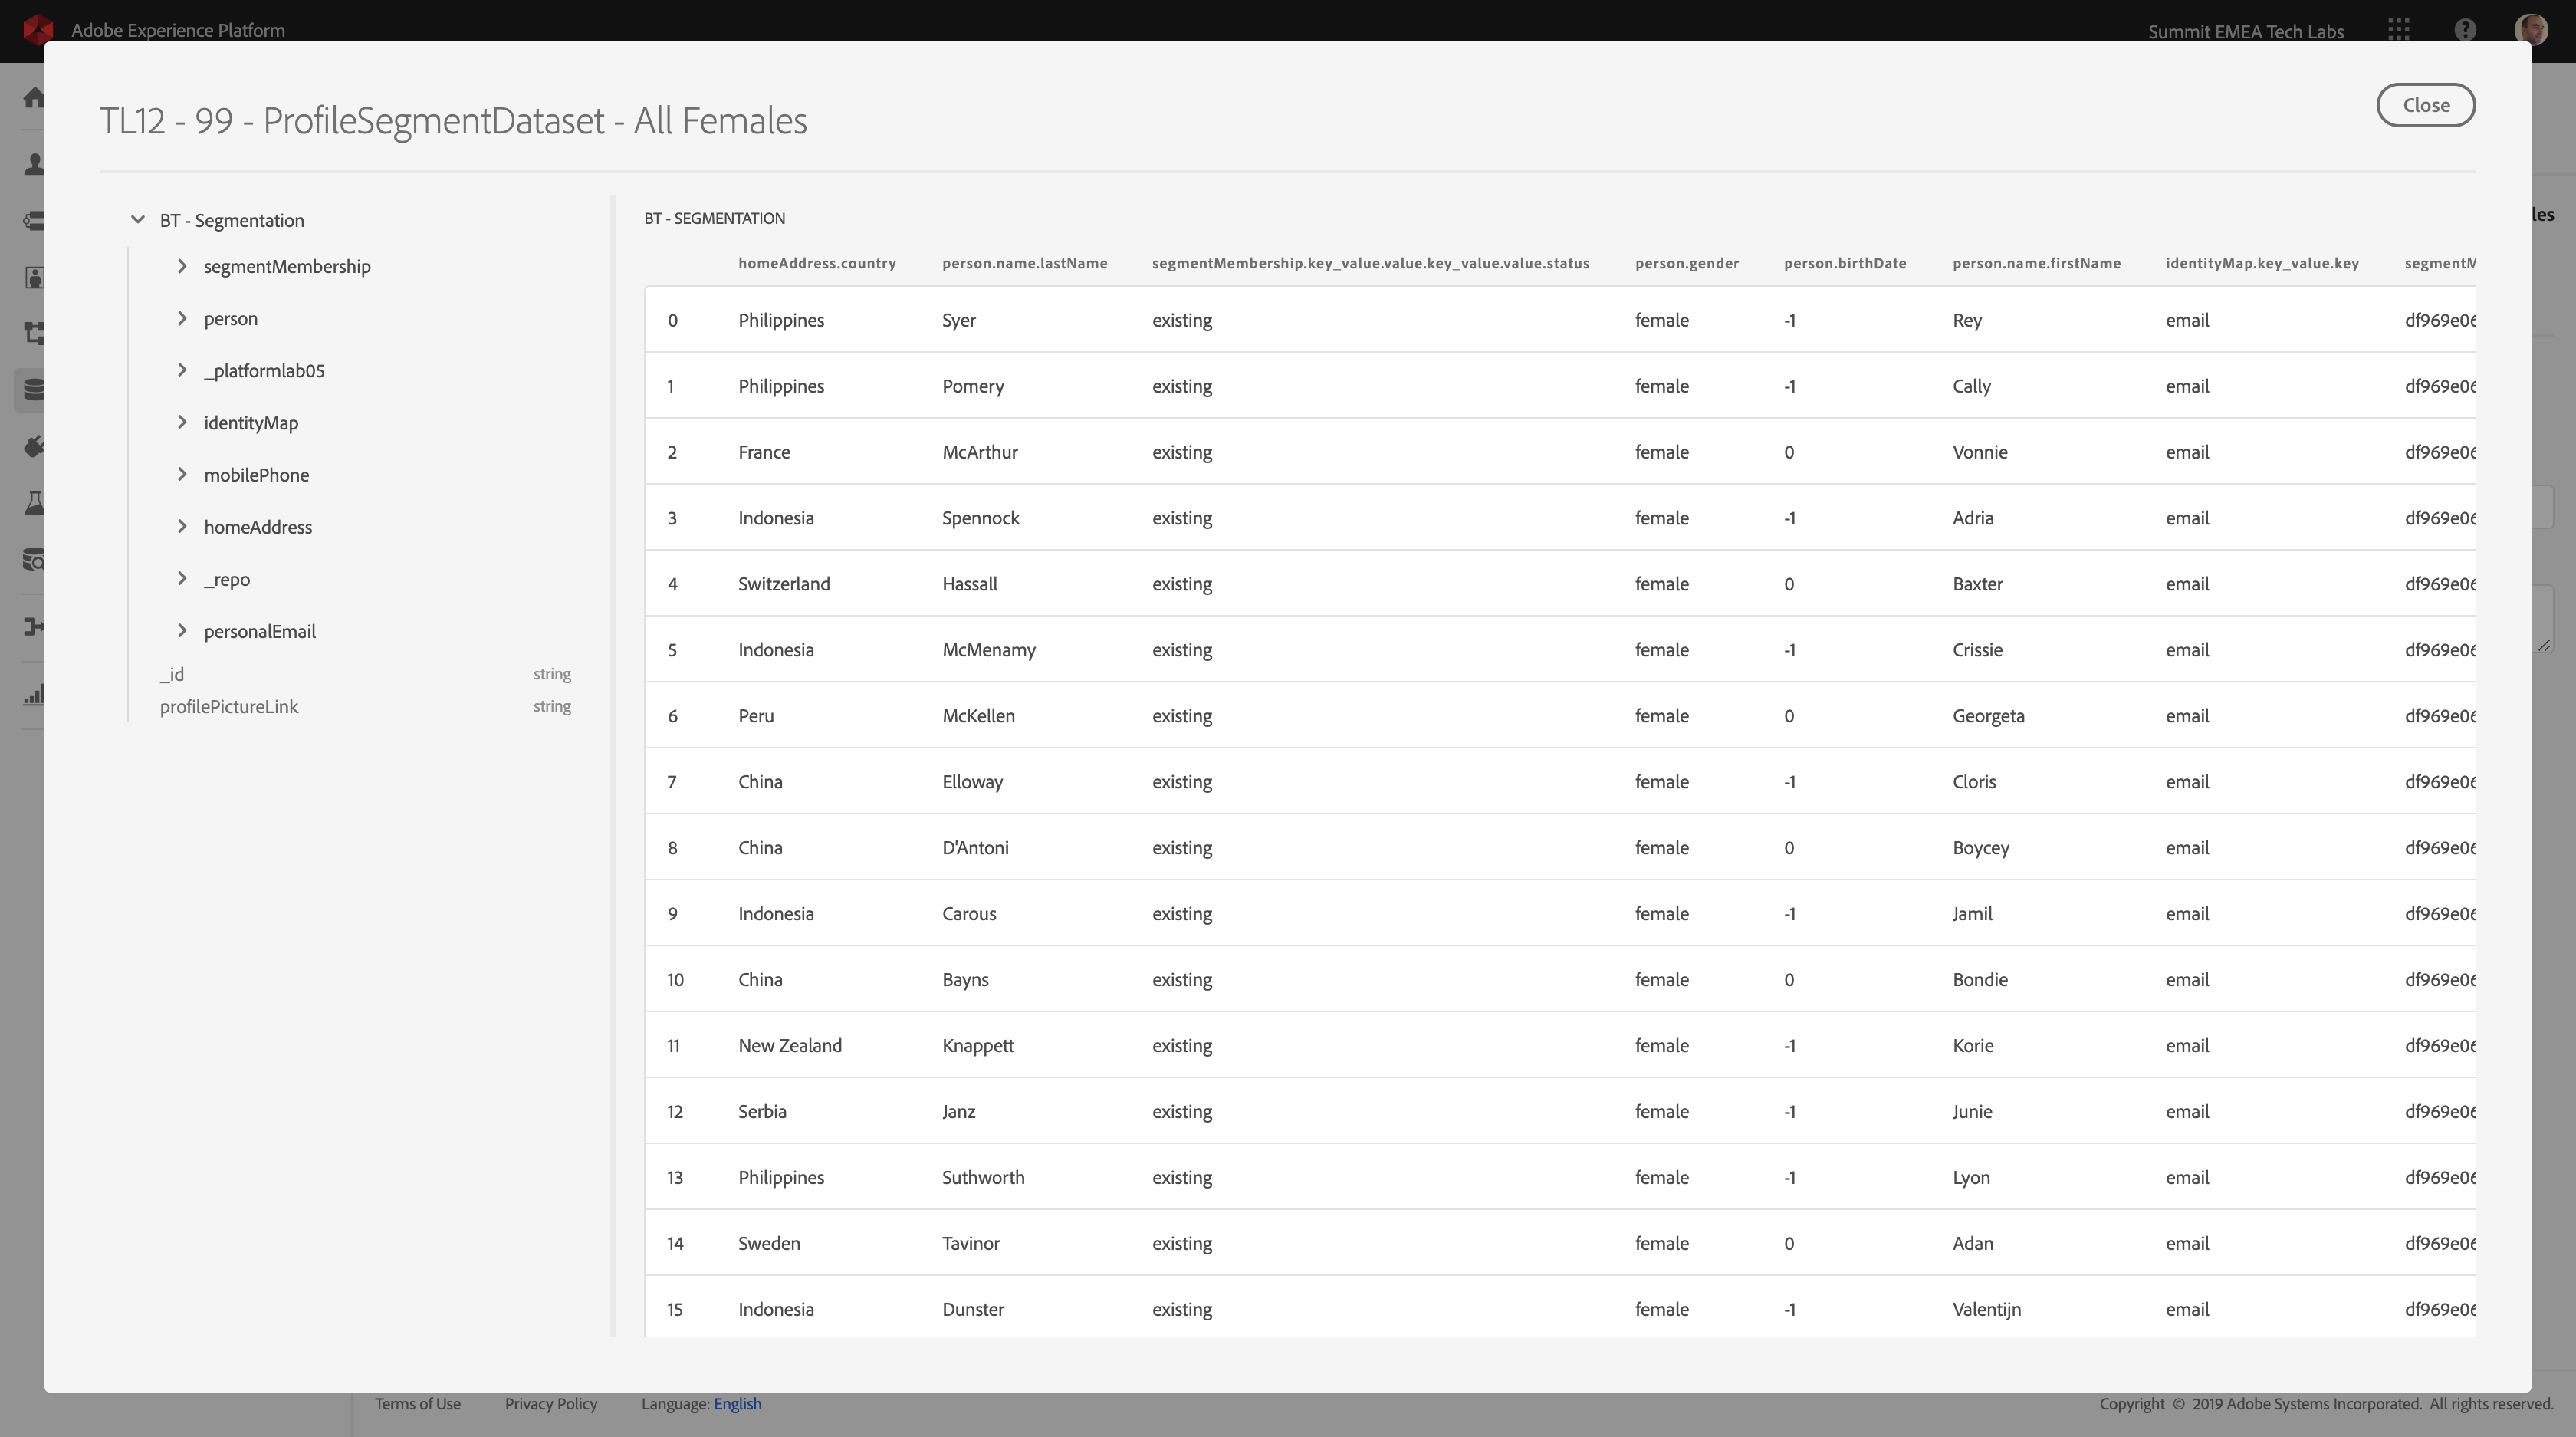 Adobe Experience Platform
Summit EMEA Tech Labs
TL12 - 99 - ProfileSegmentDataset - All Females
Close
BT - Segmentation
segmentMembership
person
_platformlab05
identityMap
mobilePhone
homeAddress
_repo
personalEmail
_id string
profilePictureLink string
BT - SEGMENTATION
homeAddress.country person.name.lastName segmentMembership.key_value.value.key_value.value.status person.gender person.birthDate person.name.firstName identityMap.key_value.key segmentM
0 Philippines Syer existing female -1 Rey email df969e06
1 Philippines Pomery existing female -1 Cally email df969e06
2 France McArthur existing female 0 Vonnie email df969e06
3 Indonesia Spennock existing female -1 Adria email df969e06
4 Switzerland Hassall existing female 0 Baxter email df969e06
5 Indonesia McMenamy existing female -1 Crissie email df969e06
6 Peru McKellen existing female 0 Georgeta email df969e06
7 China Elloway existing female -1 Cloris email df969e06
8 China D'Antoni existing female 0 Boycey email df969e06
9 Indonesia Carous existing female -1 Jamil email df969e06
10 China Bayns existing female 0 Bondie email df969e06
11 New Zealand Knappett existing female -1 Korie email df969e06
12 Serbia Janz existing female -1 Junie email df969e06
13 Philippines Suthworth existing female -1 Lyon email df969e06
14 Sweden Tavinor existing female 0 Adan email df969e06
15 Indonesia Dunster existing female -1 Valentijn email df969e06
les
Terms of Use Privacy Policy Language: English
Copyright © 2019 Adobe Systems Incorporated. All rights reserved.